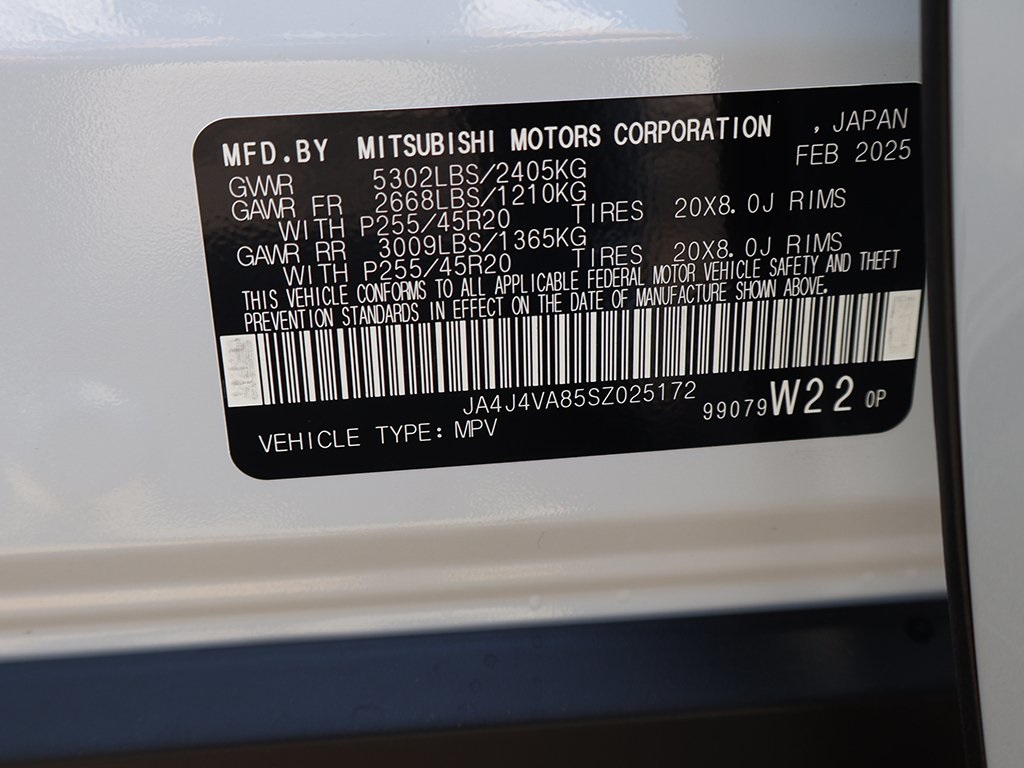 MFD.BY MITSUBISHI MOTORS CORPORATION , JAPAN
FEB 2025
GVWR 5302LBS/2405KG
GAWR FR 2668LBS/1210KG
WITH P255/45R20 TIRES 20X8.0J RIMS
GAWR RR 3009LBS/1365KG
WITH P255/45R20 TIRES 20X8.0J RIMS
THIS VEHICLE CONFORMS TO ALL APPLICABLE FEDERAL MOTOR VEHICLE SAFETY AND THEFT
PREVENTION STANDARDS IN EFFECT ON THE DATE OF MANUFACTURE SHOWN ABOVE.
JA4J4VA85SZ025172
99079 W22 0P
VEHICLE TYPE: MPV